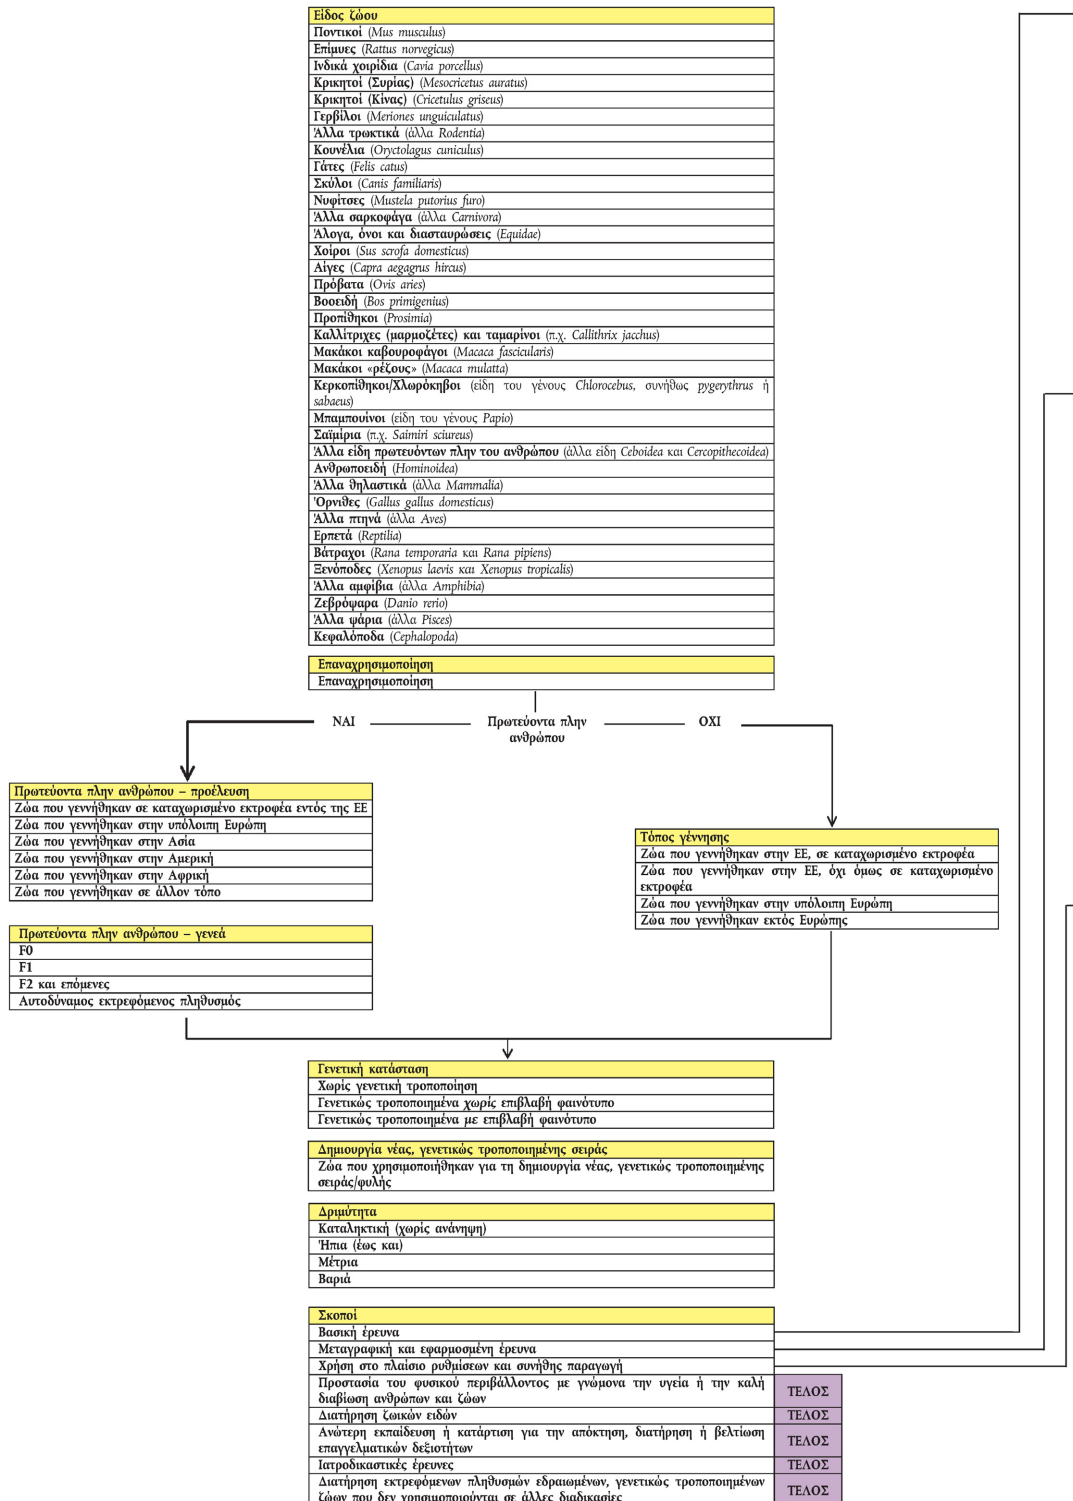 Είδος ζώου
Ποντικοί (Mus musculus)
Επίμυες (Rattus norvegicus)
Ινδικά χοιρίδια (Cavia porcellus)
Κρικητοί (Συρίας) (Mesocricetus auratus)
Κρικητοί (Κίνας) (Cricetulus griseus)
Γερβίλοι (Meriones unguiculatus)
Άλλα τρωκτικά (άλλα Rodentia)
Κουνέλια (Oryctolagus cuniculus)
Γάτες (Felis catus)
Σκύλοι (Canis familiaris)
Νυφίτσες (Mustela putorius furo)
Άλλα σαρκοφάγα (άλλα Carnivora)
Άλογα, όνοι και διασταυρώσεις (Equidae)
Χοίροι (Sus scrofa domesticus)
Αίγες (Capra aegagrus hircus)
Πρόβατα (Ovis aries)
Βοοειδή (Bos primigenius)
Προπίθηκοι (Prosimia)
Καλλίτριχες (μαρμοζέτες) και ταμαρίνοι (π.χ. Callithrix jacchus)
Μακάκοι καβουροφάγοι (Macaca fascicularis)
Μακάκοι «ρέζους» (Macaca mulatta)
Κερκοπίθηκοι/Χλωρόκηβοι (είδη του γένους Chlorocebus, συνήθως pygerythrus ή
sabaeus)
Μπαμπουίνοι (είδη του γένους Papio)
Σαϊμίρια (π.χ. Saimiri sciureus)
Άλλα είδη πρωτευόντων πλην του ανθρώπου (άλλα είδη Ceboidea και Cercopithecoidea)
Ανθρωποειδή (Hominoidea)
Άλλα θηλαστικά (άλλα Mammalia)
Όρνιθες (Gallus gallus domesticus)
Άλλα πτηνά (άλλα Aves)
Ερπετά (Reptilia)
Βάτραχοι (Rana temporaria και Rana pipiens)
Ξενόποδες (Xenopus laevis και Xenopus tropicalis)
Άλλα αμφίβια (άλλα Amphibia)
Ζεβρόψαρα (Danio rerio)
Άλλα ψάρια (άλλα Pisces)
Κεφαλόποδα (Cephalopoda)
Επαναχρησιμοποίηση
Επαναχρησιμοποίηση
ΝΑΙ
Πρωτεύοντα πλην
ανθρώπου
ΟΧΙ
Πρωτεύοντα πλην ανθρώπου – προέλευση
Ζώα που γεννήθηκαν σε καταχωρισμένο εκτροφέα εντός της ΕΕ
Ζώα που γεννήθηκαν στην υπόλοιπη Ευρώπη
Ζώα που γεννήθηκαν στην Ασία
Ζώα που γεννήθηκαν στην Αμερική
Ζώα που γεννήθηκαν στην Αφρική
Ζώα που γεννήθηκαν σε άλλον τόπο
Τόπος γέννησης
Ζώα που γεννήθηκαν στην ΕΕ, σε καταχωρισμένο εκτροφέα
Ζώα που γεννήθηκαν στην ΕΕ, όχι όμως σε καταχωρισμένο
εκτροφέα
Ζώα που γεννήθηκαν στην υπόλοιπη Ευρώπη
Ζώα που γεννήθηκαν εκτός Ευρώπης
Πρωτεύοντα πλην ανθρώπου – γενεά
F0
F1
F2 και επόμενες
Αυτοδύναμος εκτρεφόμενος πληθυσμός
Γενετική κατάσταση
Χωρίς γενετική τροποποίηση
Γενετικώς τροποποιημένα χωρίς επιβλαβή φαινότυπο
Γενετικώς τροποποιημένα με επιβλαβή φαινότυπο
Δημιουργία νέας, γενετικώς τροποποιημένης σειράς
Ζώα που χρησιμοποιήθηκαν για τη δημιουργία νέας, γενετικώς τροποποιημένης
σειράς/φυλής
Δριμύτητα
Καταληκτική (χωρίς ανάνηψη)
Ήπια (έως και)
Μέτρια
Βαριά
Σκοποί
Βασική έρευνα
Μεταγραφική και εφαρμοσμένη έρευνα
Χρήση στο πλαίσιο ρυθμίσεων και συνήθης παραγωγή
Προστασία του φυσικού περιβάλλοντος με γνώμονα την υγεία ή την καλή
διαβίωση ανθρώπων και ζώων
ΤΕΛΟΣ
Διατήρηση ζωικών ειδών
ΤΕΛΟΣ
Ανώτερη εκπαίδευση ή κατάρτιση για την απόκτηση, διατήρηση ή βελτίωση
επαγγελματικών δεξιοτήτων
ΤΕΛΟΣ
Ιατροδικαστικές έρευνες
ΤΕΛΟΣ
Διατήρηση εκτρεφόμενων πληθυσμών εδραιωμένων, γενετικώς τροποποιημένων
ζώων που δεν χρησιμοποιούνται σε άλλες διαδικασίες
ΤΕΛΟΣ